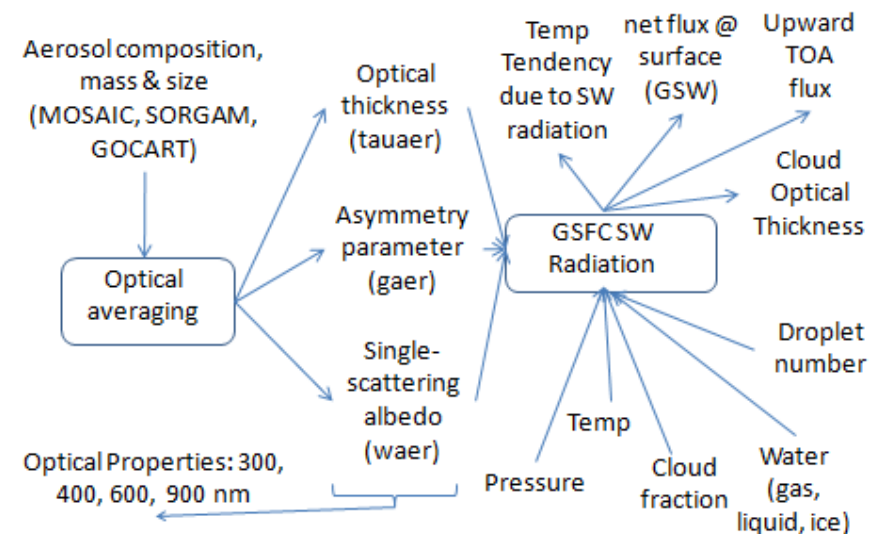 Aerosol composition,
mass & size
(MOSAIC, SORGAM,
GOCART)
Optical
averaging
Optical
thickness
(tauaer)
Asymmetry
parameter
(gaer)
Single-
scattering
albedo
(waer)
Optical Properties: 300,
400, 600, 900 nm
Temp
Tendency
due to SW
radiation
net flux @
surface
(GSW)
Upward
TOA
flux
Cloud
Optical
Thickness
GSFC SW
Radiation
Droplet
number
Temp
Pressure
Cloud
fraction
Water
(gas,
liquid, ice)